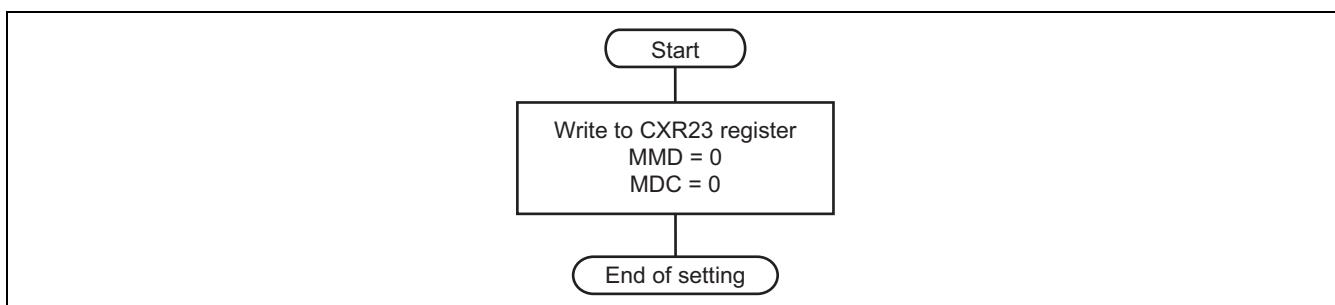 Start
Write to CXR23 register
MMD = 0
MDC = 0
End of setting